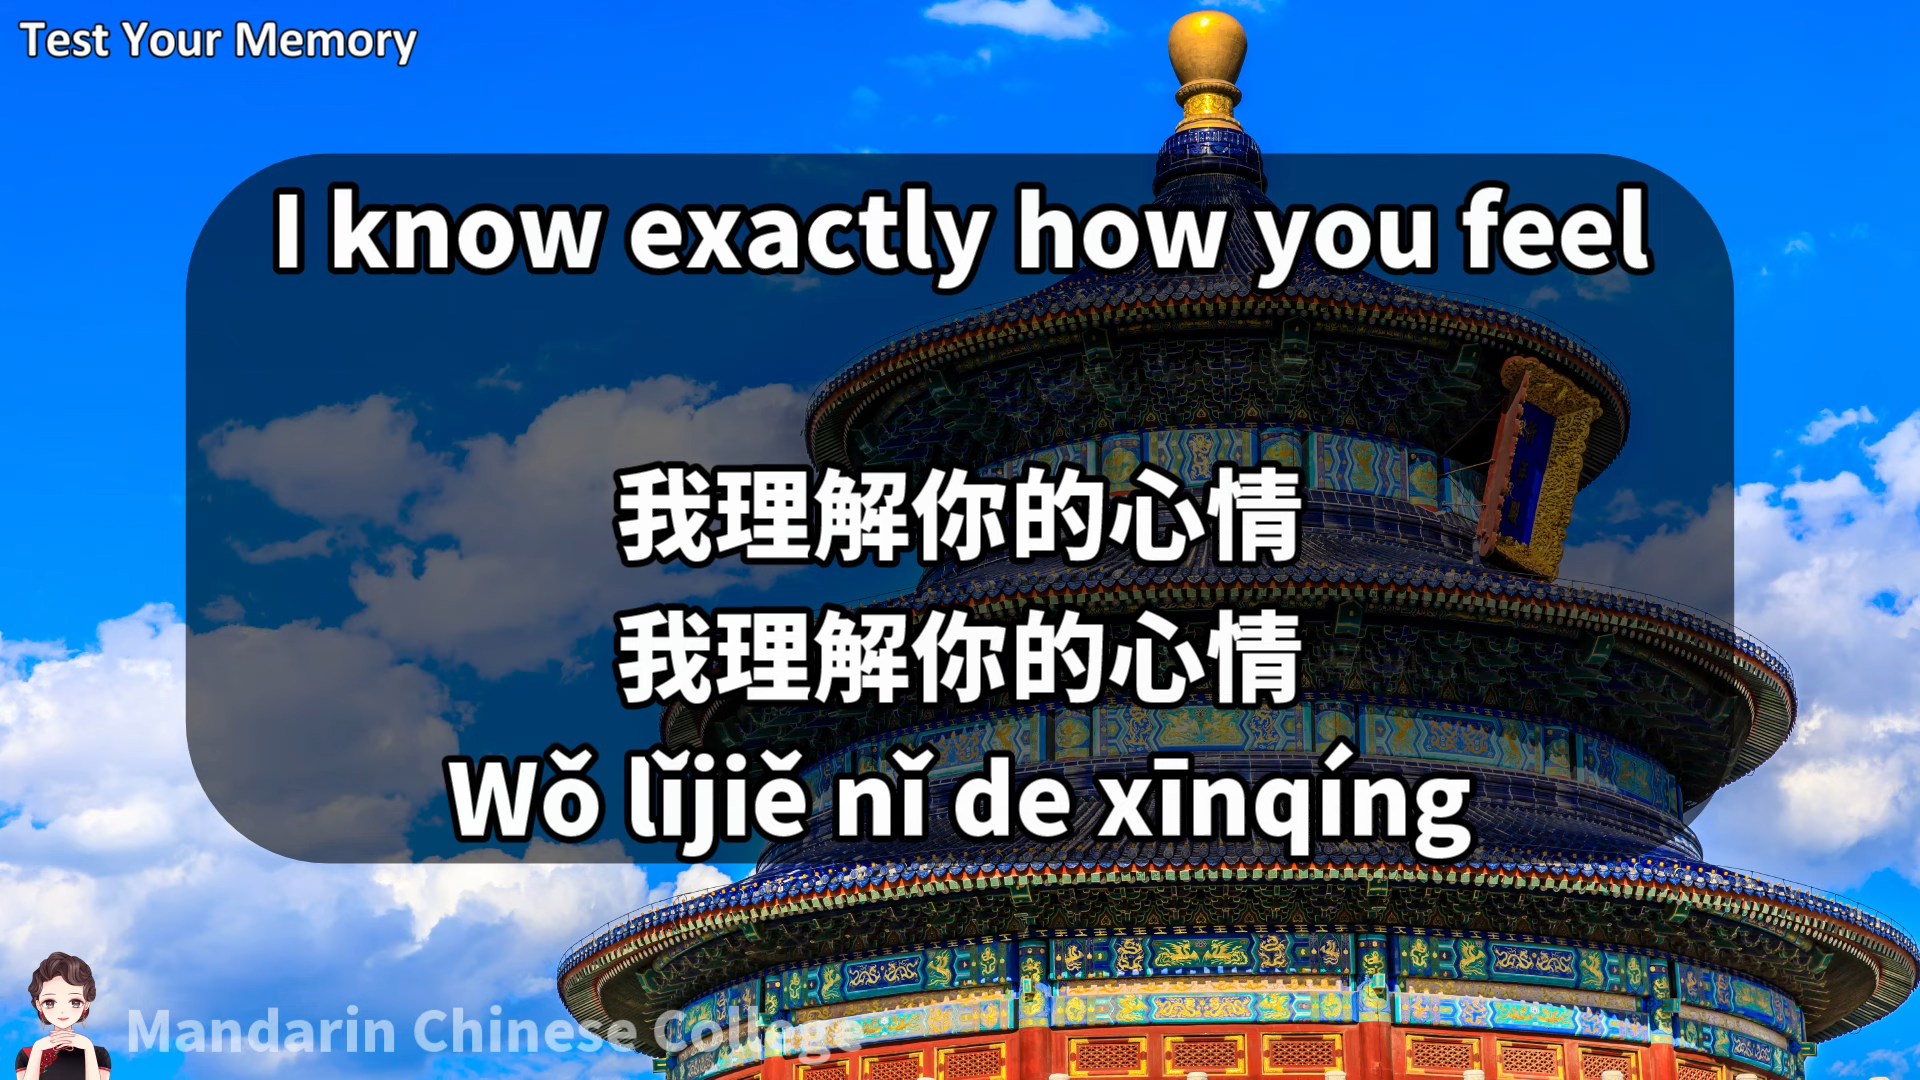 Test Your Memory
I know exactly how you feel
我理解你的心情
我理解你的心情
Wǒ lǐjiě nǐ de xīnqíng
Mandarin Chinese College